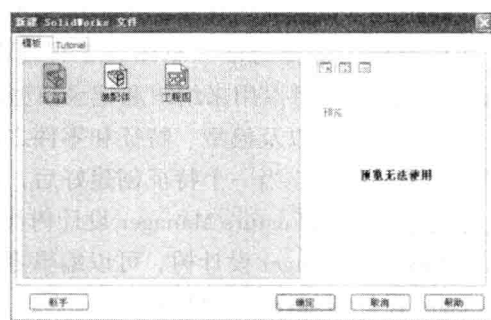 新建 SolidWorks 文件
模板 Tutorial
零件 装配体 工程图
预览
预览无法使用
新手 确定 取消 帮助